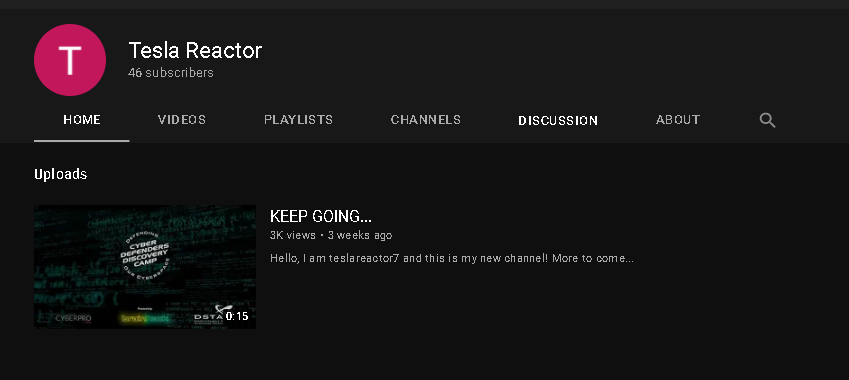 T
Tesla Reactor
46 subscribers
HOME VIDEOS PLAYLISTS CHANNELS DISCUSSION ABOUT
Uploads
KEEP GOING...
3K views • 3 weeks ago
Hello, I am teslareactor7 and this is my new channel! More to come...
DEFENDING
CYBER
DEFENDERS
DISCOVERY
CAMP
OUR CYBERSPACE
CYBERPRO
DSTA
0:15